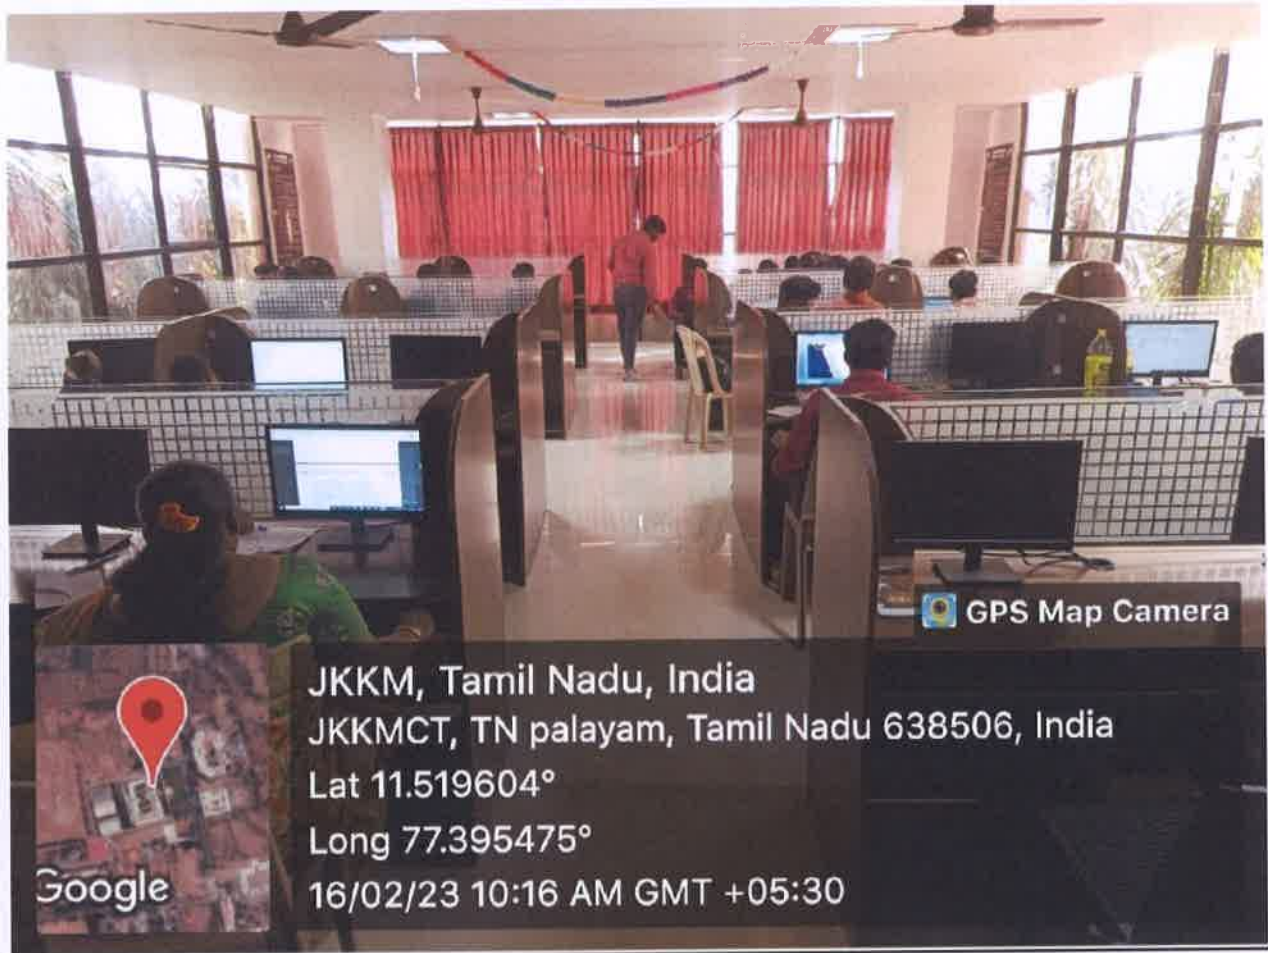 GPS Map Camera
JKKM, Tamil Nadu, India
JKKMCT, TN palayam, Tamil Nadu 638506, India
Lat 11.519604°
Long 77.395475°
16/02/23 10:16 AM GMT +05:30
Google